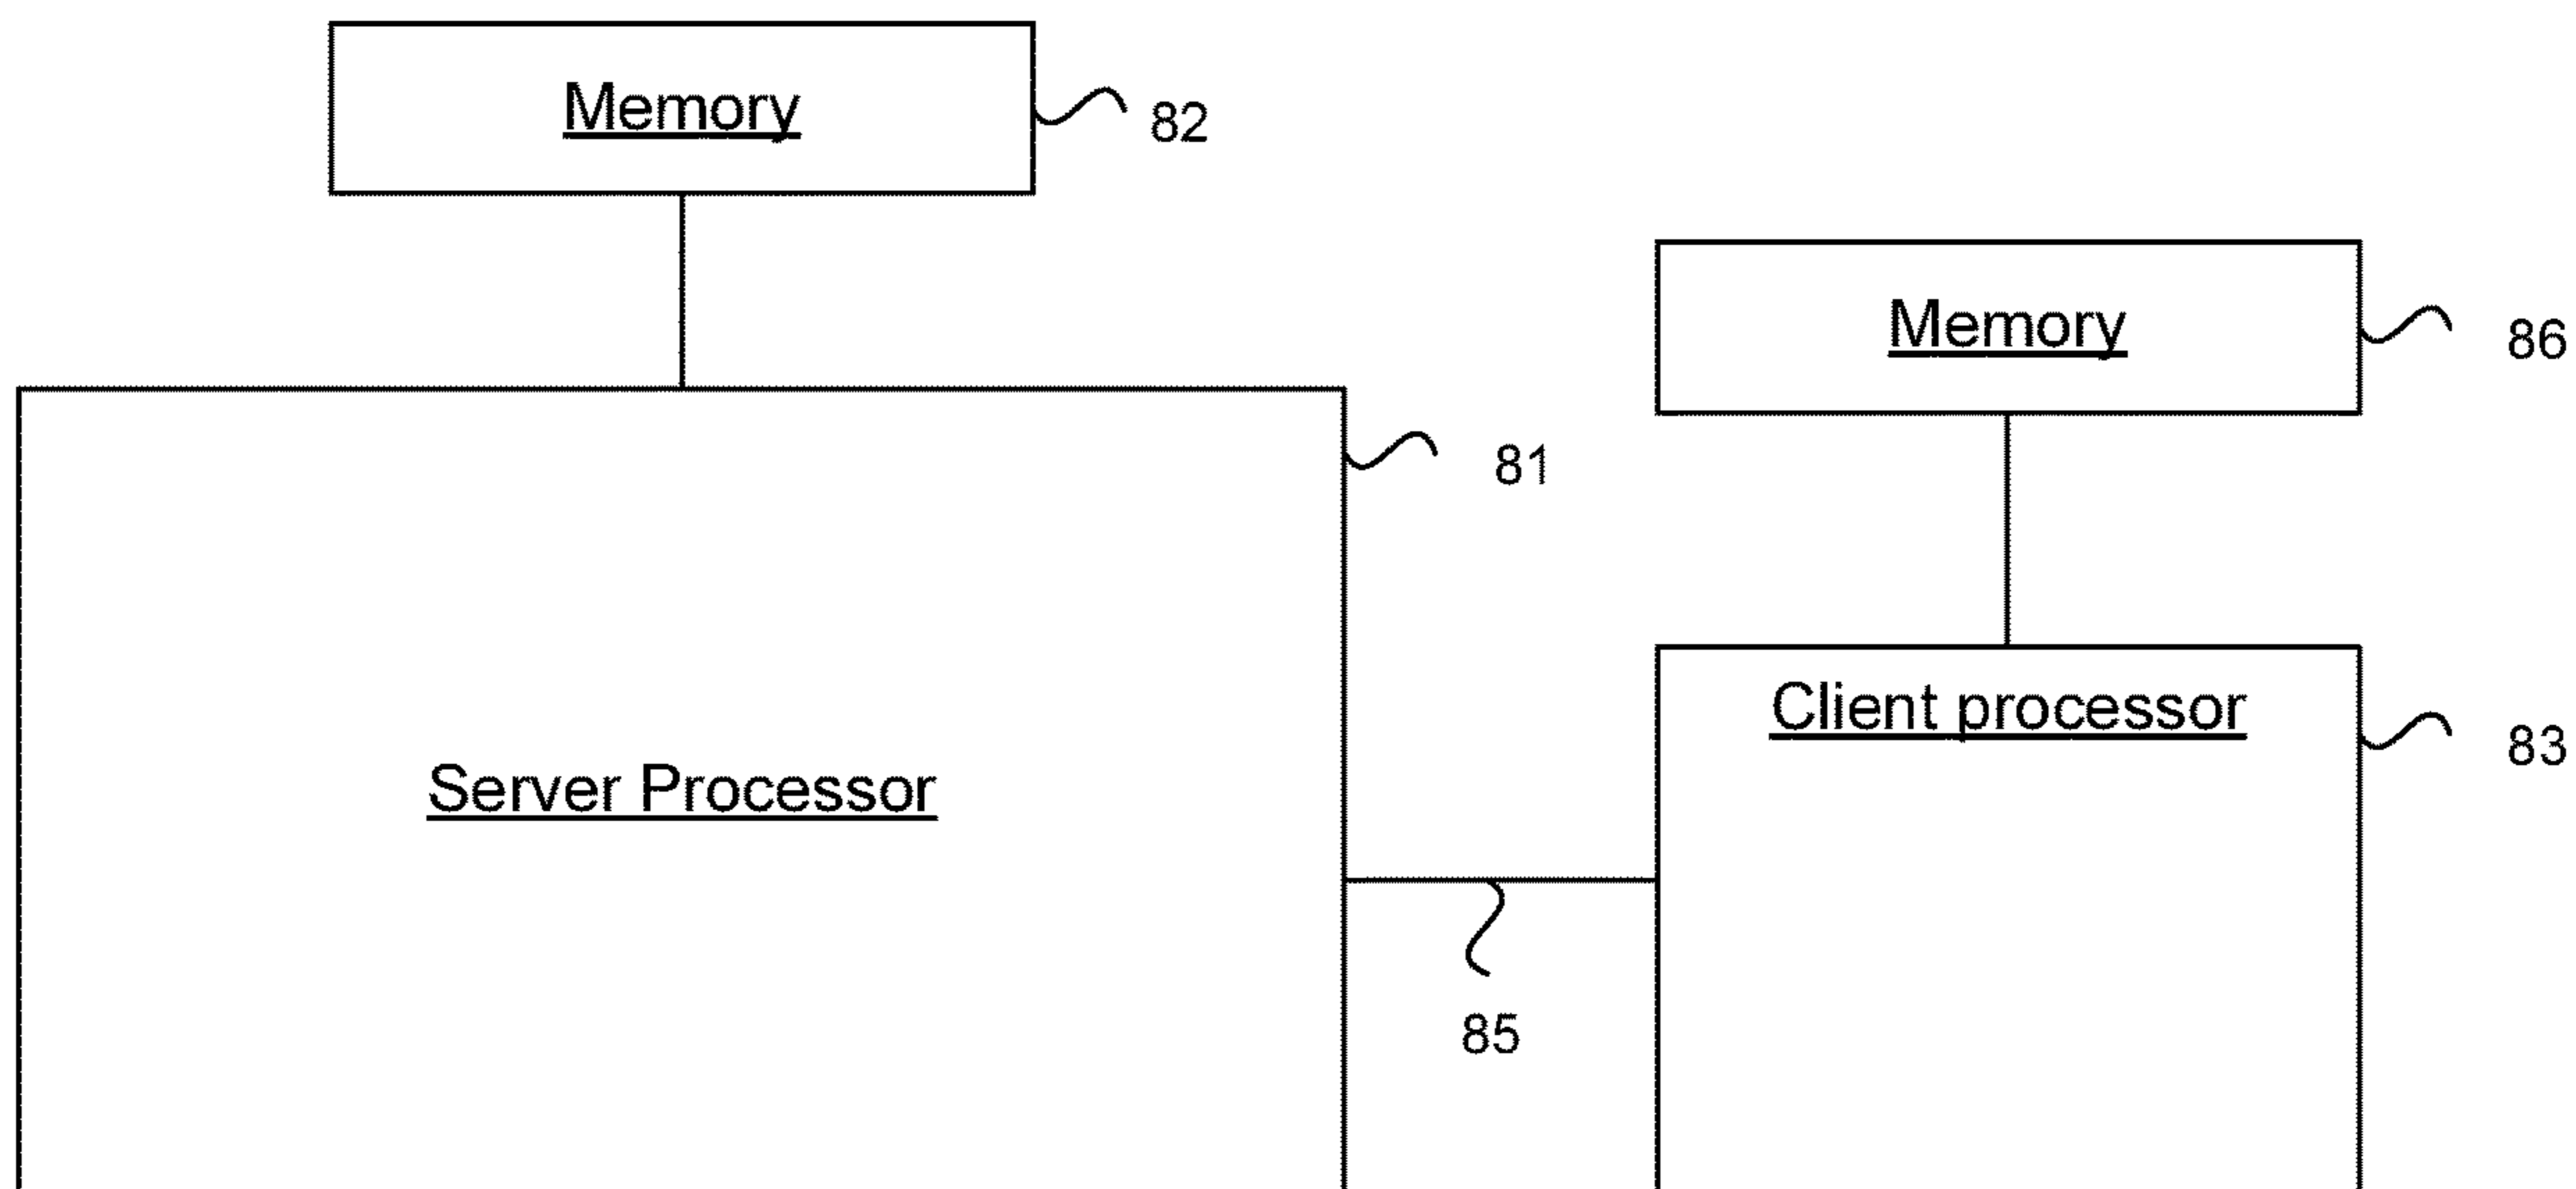 Memory
82
Memory
86
81
Client processor
83
Server Processor
85